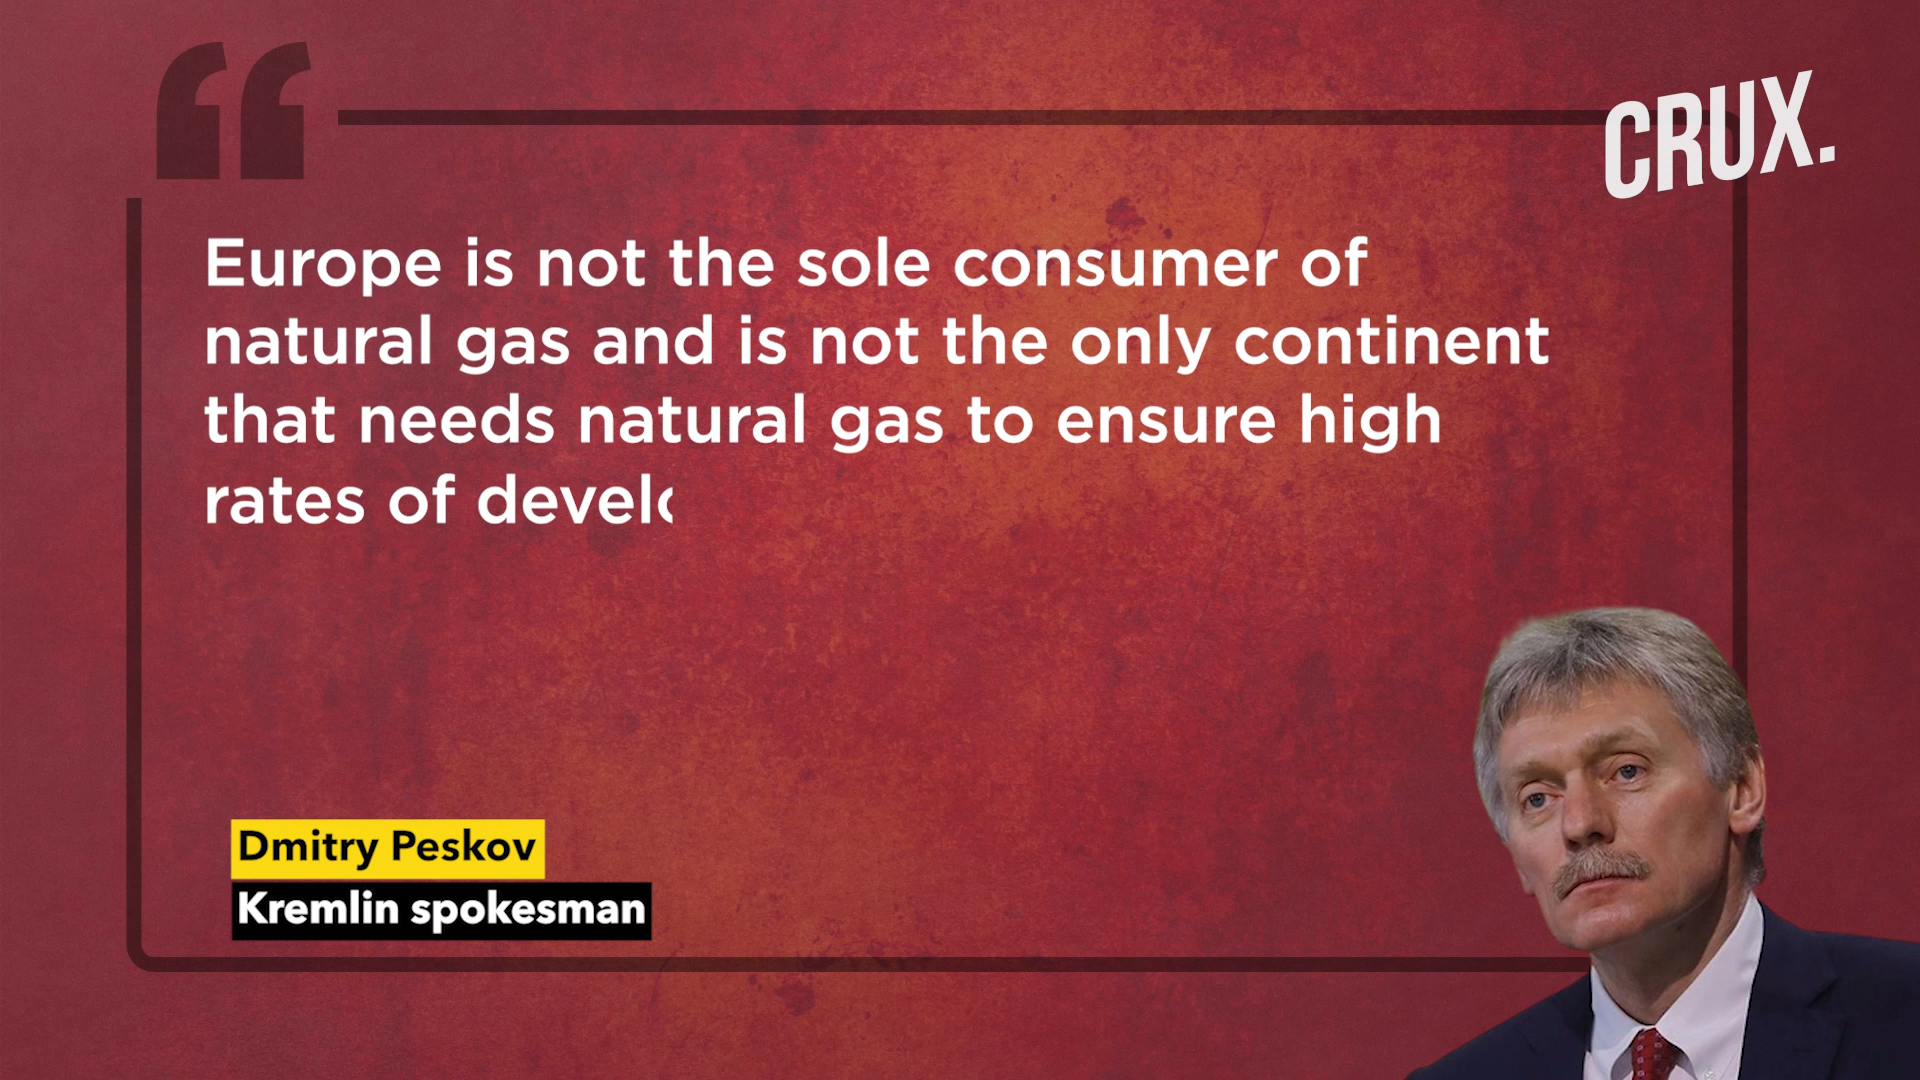 CRUX.
Europe is not the sole consumer of
natural gas and is not the only continent
that needs natural gas to ensure high
rates of
Dmitry Peskov
Kremlin spokesman